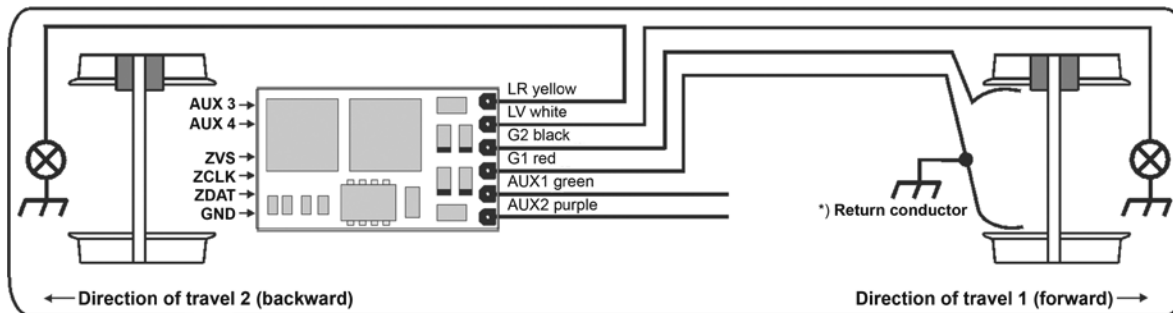 LR yellow
LV white
G2 black
G1 red
AUX1 green
AUX2 purple
AUX 3
AUX 4
ZVS
ZCLK
ZDAT
GND
*) Return conductor
← Direction of travel 2 (backward)
Direction of travel 1 (forward) →